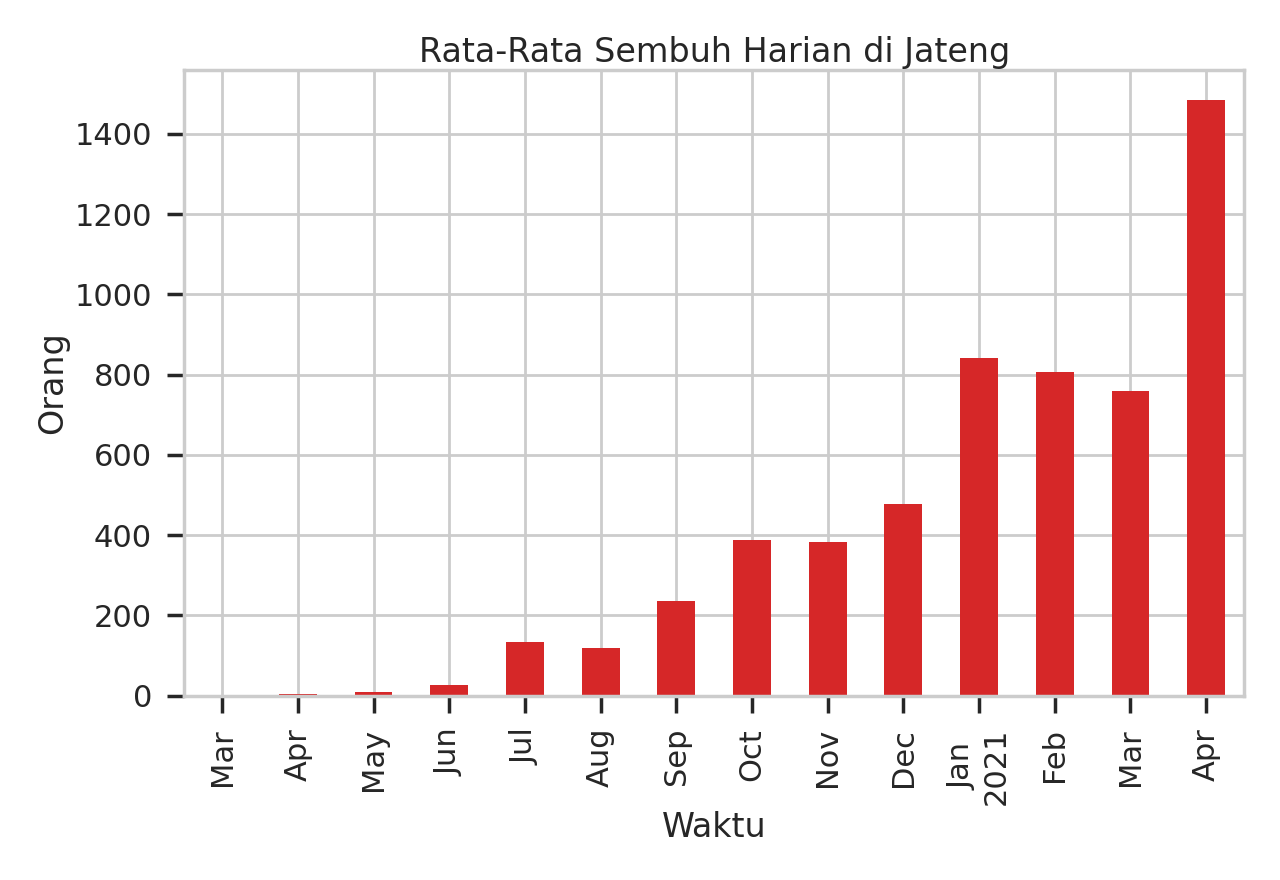 Rata-Rata Sembuh Harian di Jateng
Orang
1400
1200
1000
800
600
400
200
0
Mar
Apr
May
Jun
Jul
Aug
Sep
Oct
Nov
Dec
Jan
2021
Feb
Mar
Apr
Waktu